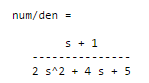 num/den =
s + 1
---------------
2 s^2 + 4 s + 5